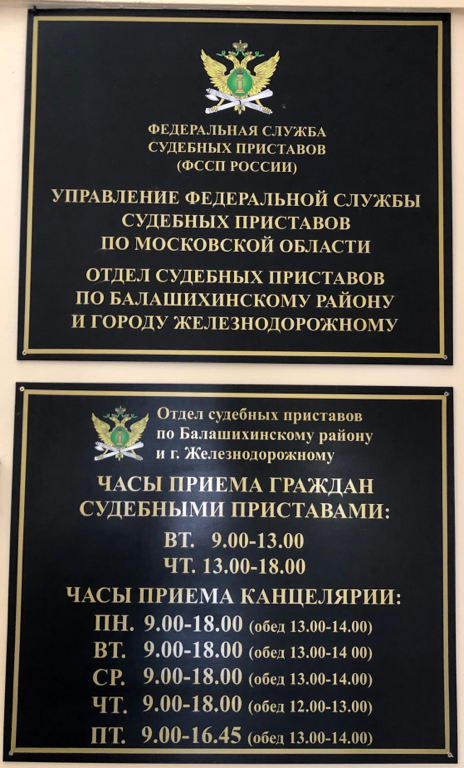 ФЕДЕРАЛЬНАЯ СЛУЖБА
СУДЕБНЫХ ПРИСТАВОВ
(ФССП РОССИИ)
УПРАВЛЕНИЕ ФЕДЕРАЛЬНОЙ СЛУЖБЫ
СУДЕБНЫХ ПРИСТАВОВ
ПО МОСКОВСКОЙ ОБЛАСТИ
ОТДЕЛ СУДЕБНЫХ ПРИСТАВОВ
ПО БАЛАШИХИНСКОМУ РАЙОНУ
И ГОРОДУ ЖЕЛЕЗНОДОРОЖНОМУ
Отдел судебных приставов
по Балашихинскому району
и г. Железнодорожному
ЧАСЫ ПРИЕМА ГРАЖДАН
СУДЕБНЫМИ ПРИСТАВАМИ:
ВТ. 9.00-13.00
ЧТ. 13.00-18.00
ЧАСЫ ПРИЕМА КАНЦЕЛЯРИИ:
ПН. 9.00-18.00 (обед 13.00-14.00)
ВТ. 9.00-18.00 (обед 13.00-14 00)
СР. 9.00-18.00 (обед 13.00-14.00)
ЧТ. 9.00-18.00 (обед 12.00-13.00)
ПТ. 9.00-16.45 (обед 13.00-14.00)